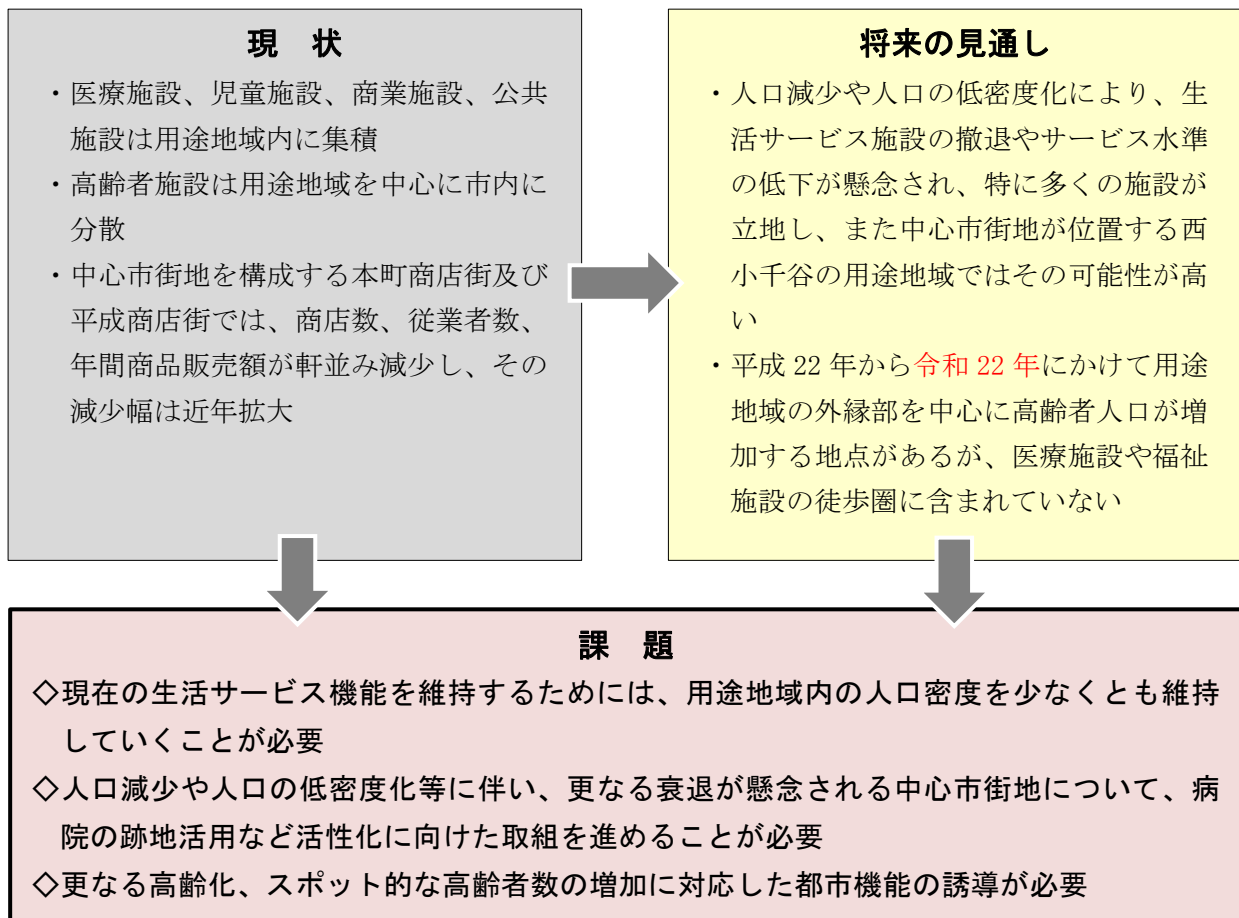 現　状
・医療施設、児童施設、商業施設、公共
施設は用途地域内に集積
・高齢者施設は用途地域を中心に市内に
分散
・中心市街地を構成する本町商店街及び
平成商店街では、商店数、従業者数、
年間商品販売額が軒並み減少し、その
減少幅は近年拡大
将来の見通し
・人口減少や人口の低密度化により、生
活サービス施設の撤退やサービス水準
の低下が懸念され、特に多くの施設が
立地し、また中心市街地が位置する西
小千谷の用途地域ではその可能性が高
い
・平成 22 年から令和 22 年にかけて用途
地域の外縁部を中心に高齢者人口が増
加する地点があるが、医療施設や福祉
施設の徒歩圏に含まれていない
課　題
◇現在の生活サービス機能を維持するためには、用途地域内の人口密度を少なくとも維持
していくことが必要
◇人口減少や人口の低密度化等に伴い、更なる衰退が懸念される中心市街地について、病
院の跡地活用など活性化に向けた取組を進めることが必要
◇更なる高齢化、スポット的な高齢者数の増加に対応した都市機能の誘導が必要